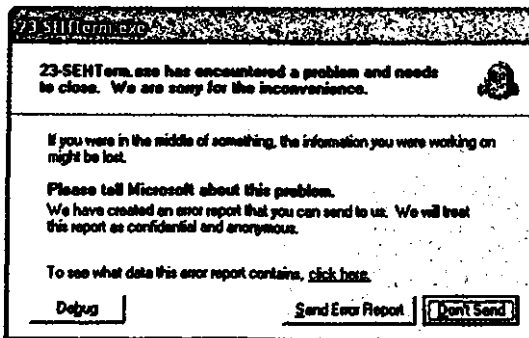 23-SEHTerm.exe
23-SEHTerm.exe has encountered a problem and needs
to close. We are sorry for the inconvenience.
If you were in the middle of something, the information you were working on
might be lost.
Please tell Microsoft about this problem.
We have created an error report that you can send to us. We will treat
this report as confidential and anonymous.
To see what data this error report contains, click here.
Debug
Send Error Report
Don't Send